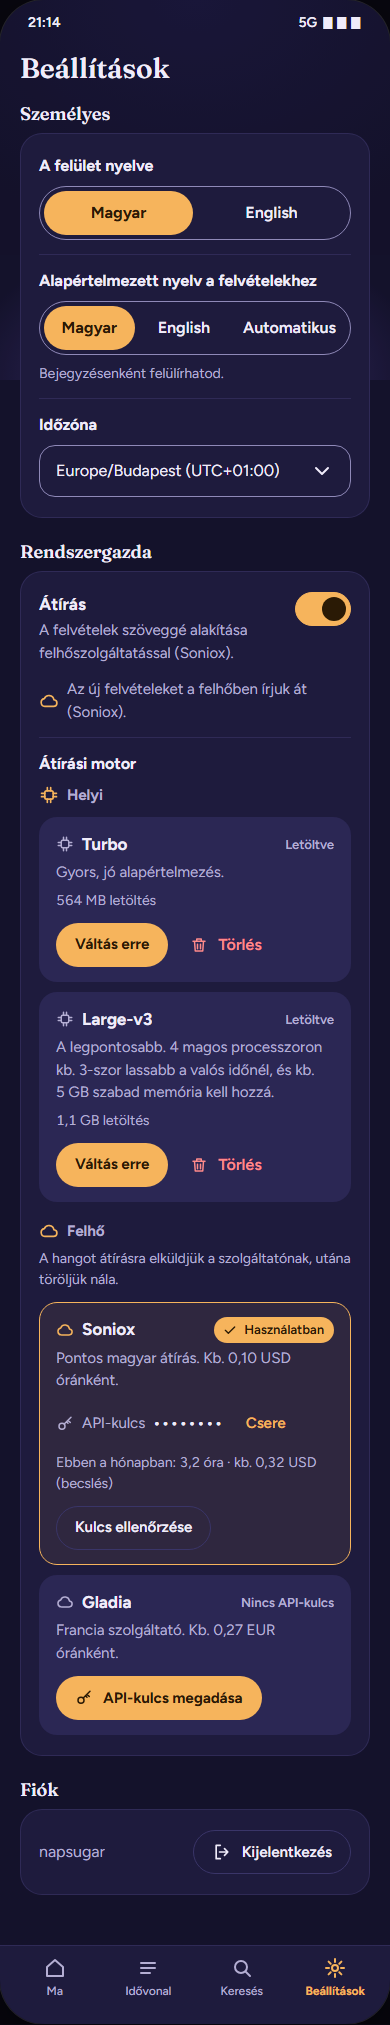 21:14
5G
Beállítások
Személyes
A felület nyelve
Magyar
English
Alapértelmezett nyelv a felvételekhez
Magyar
English
Automatikus
Bejegyzésenként felülírhatod.
Időzóna
Europe/Budapest (UTC+01:00)
Rendszergazda
Átírás
A felvételek szöveggé alakítása
felhőszolgáltatással (Soniox).
Az új felvételeket a felhőben írjuk át
(Soniox).
Átírási motor
Helyi
Turbo
Letöltve
Gyors, jó alapértelmezés.
564 MB letöltés
Váltás erre
Törlés
Large-v3
Letöltve
A legpontosabb. 4 magos processzoron
kb. 3-szor lassabb a valós időnél, és kb.
5 GB szabad memória kell hozzá.
1,1 GB letöltés
Váltás erre
Törlés
Felhő
A hangot átírásra elküldjük a szolgáltatónak, utána
töröljük nála.
Soniox
Használatban
Pontos magyar átírás. Kb. 0,10 USD
óránként.
API-kulcs ••••••••
Csere
Ebben a hónapban: 3,2 óra · kb. 0,32 USD
(becslés)
Kulcs ellenőrzése
Gladia
Nincs API-kulcs
Francia szolgáltató. Kb. 0,27 EUR
óránként.
API-kulcs megadása
Fiók
napsugar
Kijelentkezés
Ma
Idővonal
Keresés
Beállítások